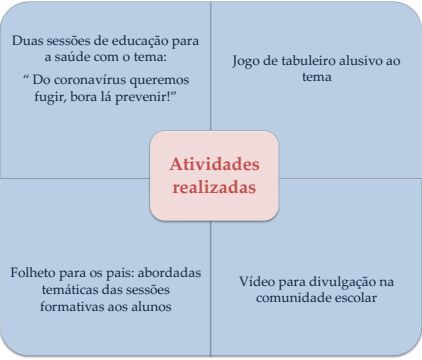 Duas sessões de educação para
a saúde com o tema:
“ Do coronavírus queremos
fugir, bora lá prevenir!”
Jogo de tabuleiro alusivo ao
tema
Atividades
realizadas
Folheto para os pais: abordadas
temáticas das sessões
formativas aos alunos
Vídeo para divulgação na
comunidade escolar